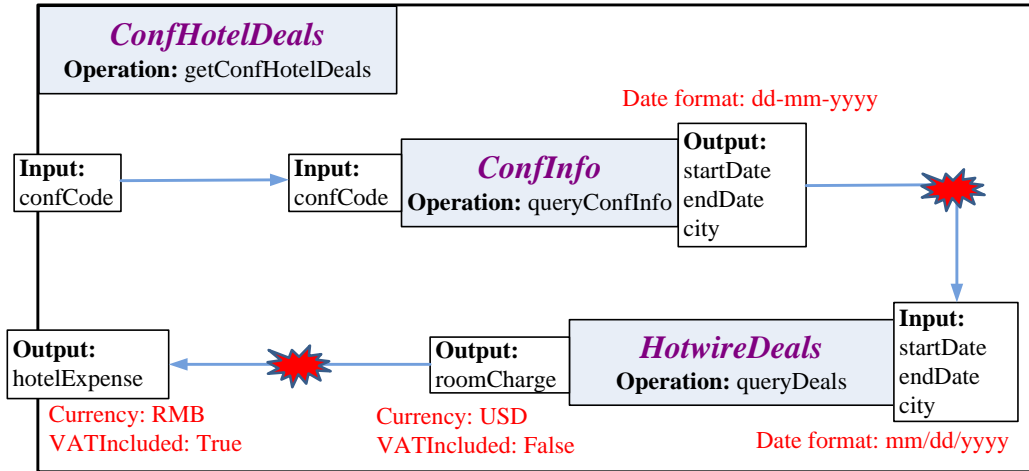 ConfHotelDeals
Operation: getConfHotelDeals
Date format: dd-mm-yyyy
Input:
confCode
Input:
confCode
ConfInfo
Operation: queryConfInfo
Output:
startDate
endDate
city
Output:
hotelExpense
Currency: RMB
VATIncluded: True
Output:
roomCharge
Currency: USD
VATIncluded: False
HotwireDeals
Operation: queryDeals
Input:
startDate
endDate
city
Date format: mm/dd/yyyy